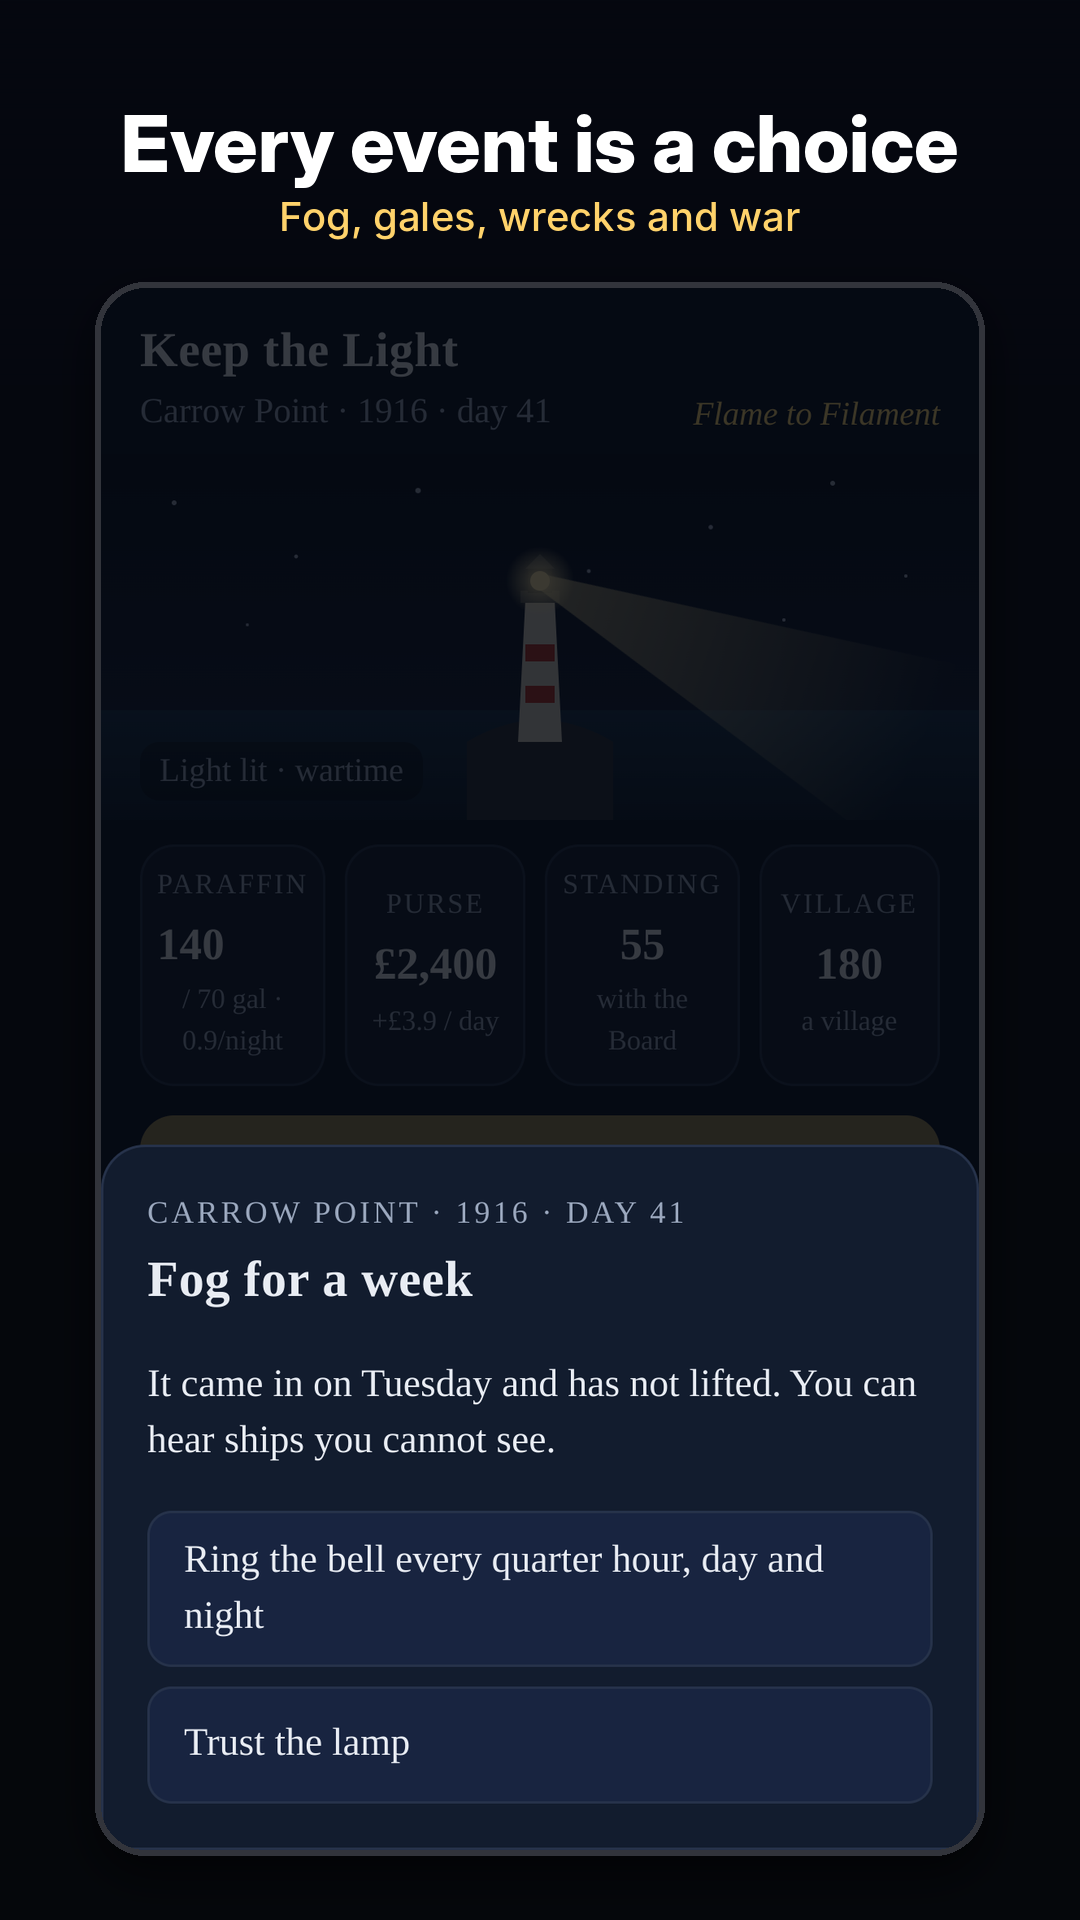 Every event is a choice
Fog, gales, wrecks and war
Keep the Light
Carrow Point · 1916 · day 41
Flame to Filament
Light lit · wartime
PARAFFIN
140
/ 70 gal ·
0.9/night
PURSE
£2,400
+£3.9 / day
STANDING
55
with the
Board
VILLAGE
180
a village
CARROW POINT · 1916 · DAY 41
Fog for a week
It came in on Tuesday and has not lifted. You can
hear ships you cannot see.
Ring the bell every quarter hour, day and
night
Trust the lamp